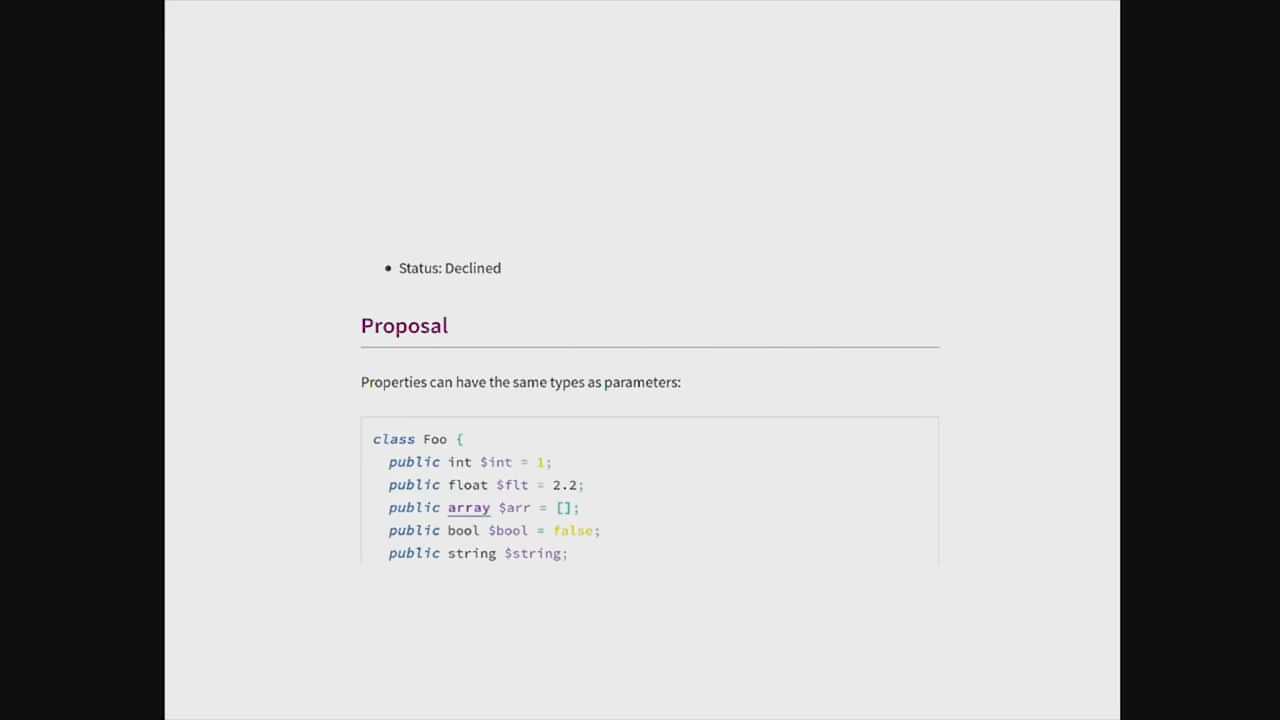 • Status: Declined
Proposal
Properties can have the same types as parameters:
class Foo {
public int $int = 1;
public float $flt = 2.2;
public array $arr = [];
public bool $bool = false;
public string $string;